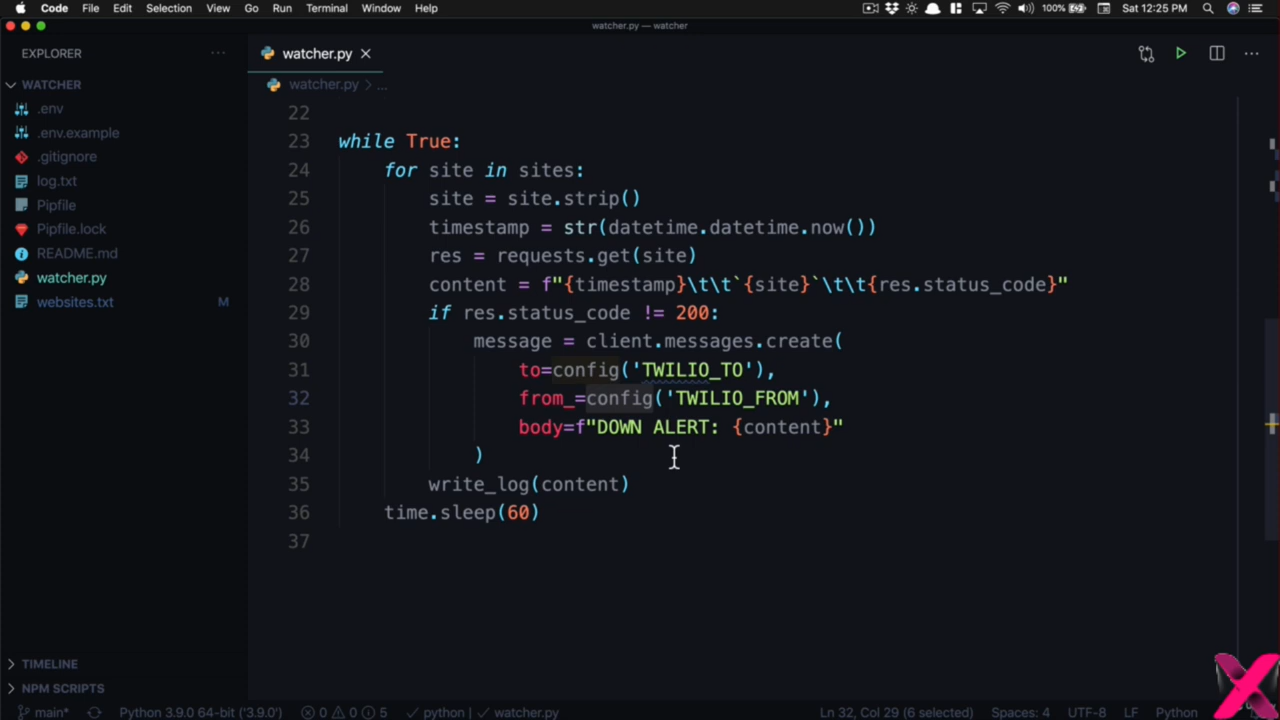 Code File Edit Selection View Go Run Terminal Window Help 100% Sat 12:25 PM
watcher.py — watcher
EXPLORER ···
watcher.py
WATCHER
watcher.py > ...
.env
.env.example
.gitignore
log.txt
Pipfile
Pipfile.lock
README.md
watcher.py
websites.txt M
22
23 while True:
24 for site in sites:
25 site = site.strip()
26 timestamp = str(datetime.datetime.now())
27 res = requests.get(site)
28 content = f"{timestamp}\t\t`{site}`\t\t{res.status_code}"
29 if res.status_code != 200:
30 message = client.messages.create(
31 to=config('TWILIO_TO'),
32 from_=config('TWILIO_FROM'),
33 body=f"DOWN ALERT: {content}"
34 )
35 write_log(content)
36 time.sleep(60)
37
TIMELINE
NPM SCRIPTS
main* Python 3.9.0 64-bit ('3.9.0') 0 0 5 python | watcher.py Ln 32, Col 29 (6 selected) Spaces: 4 UTF-8 LF Python
X